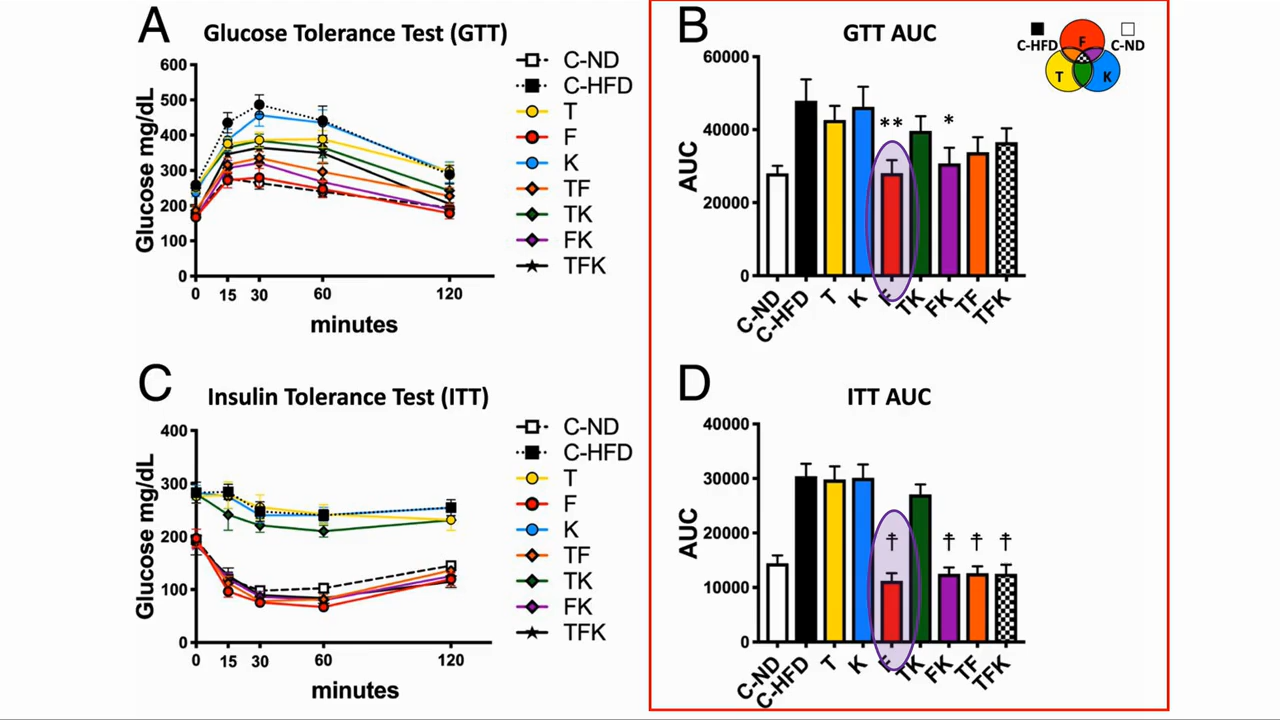 A
Glucose Tolerance Test (GTT)
600
500
400
300
200
100
0
Glucose mg/dL
0 15 30 60 120
minutes
C-ND
C-HFD
T
F
K
TF
TK
FK
TFK
B
GTT AUC
C-HFD
C-ND
F
T
K
60000
40000
20000
0
AUC
**
*
C-ND C-HFD T K F TK FK TF TFK
C
Insulin Tolerance Test (ITT)
400
300
200
100
0
Glucose mg/dL
0 15 30 60 120
minutes
C-ND
C-HFD
T
F
K
TF
TK
FK
TFK
D
ITT AUC
40000
30000
20000
10000
0
AUC
† † † †
C-ND C-HFD T K F TK FK TF TFK